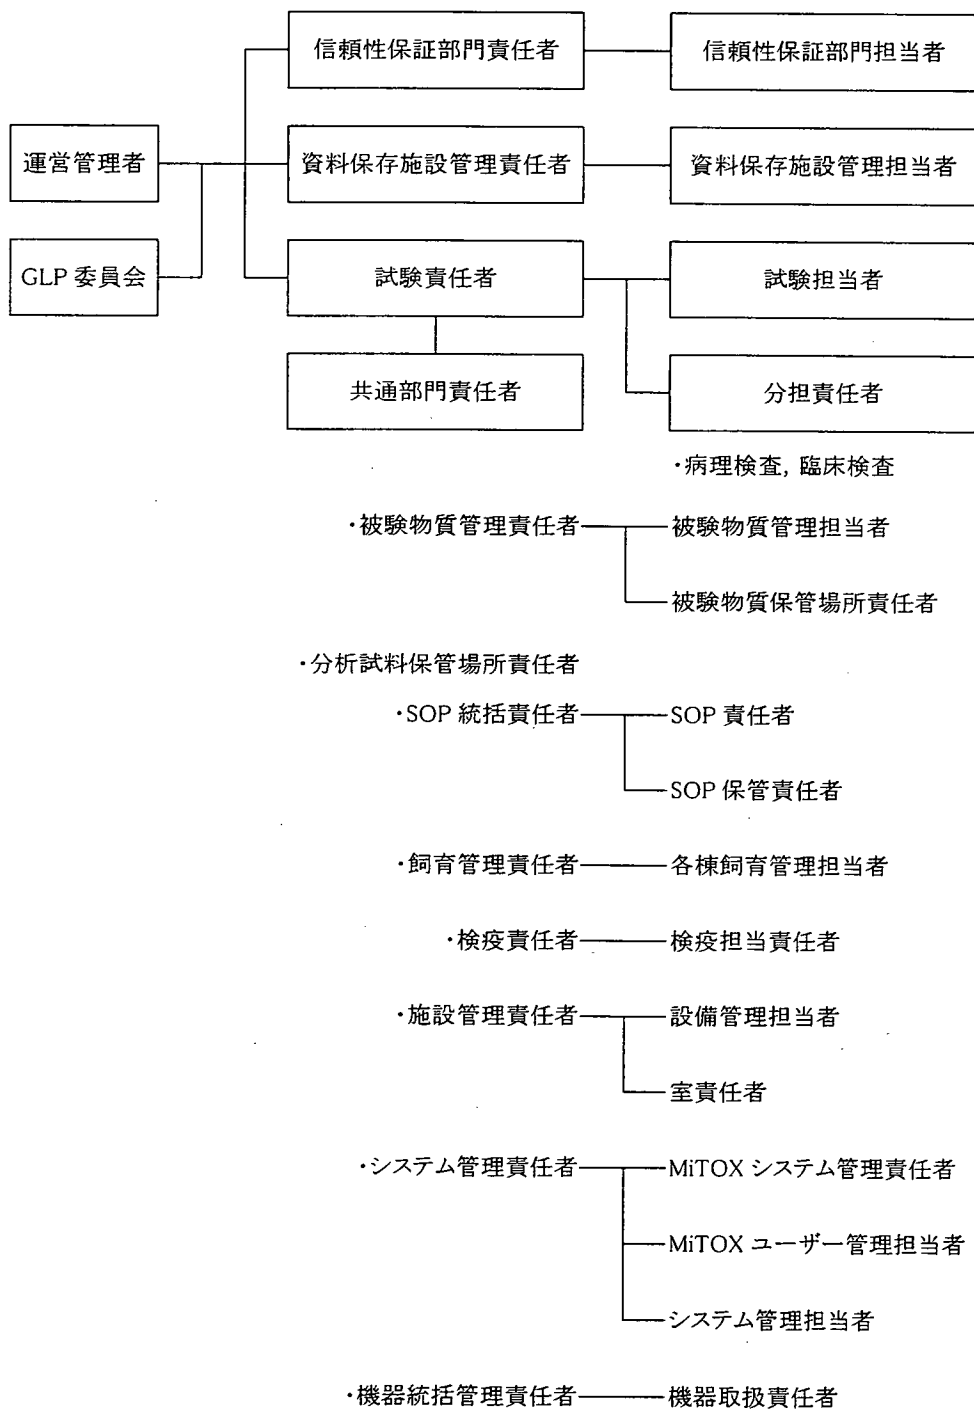 信頼性保証部門責任者
信頼性保証部門担当者
運営管理者
資料保存施設管理責任者
資料保存施設管理担当者
GLP 委員会
試験責任者
試験担当者
共通部門責任者
分担責任者
・病理検査, 臨床検査
・被験物質管理責任者
被験物質管理担当者
被験物質保管場所責任者
・分析試料保管場所責任者
・SOP 統括責任者
SOP 責任者
SOP 保管責任者
・飼育管理責任者
各棟飼育管理担当者
・検疫責任者
検疫担当責任者
・施設管理責任者
設備管理担当者
室責任者
・システム管理責任者
MiTOX システム管理責任者
MiTOX ユーザー管理担当者
システム管理担当者
・機器統括管理責任者
機器取扱責任者